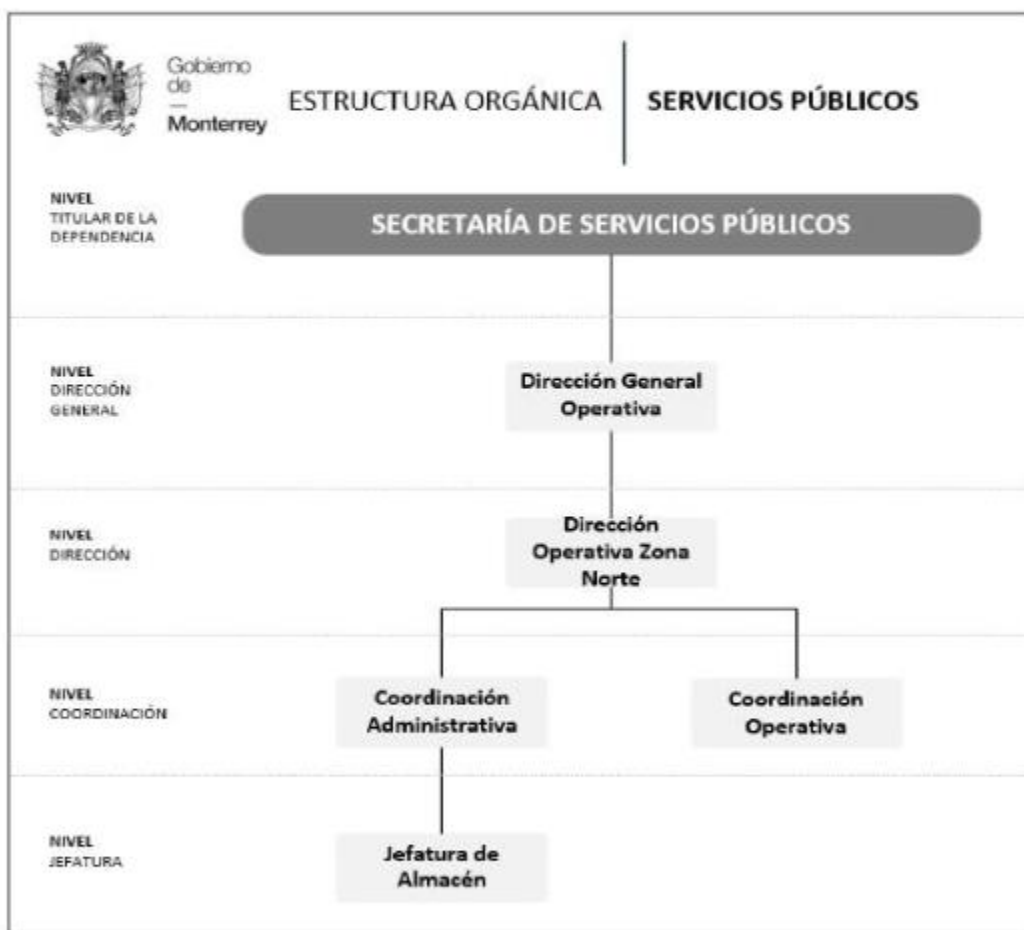 Gobierno
de
—
Monterrey
ESTRUCTURA ORGÁNICA
SERVICIOS PÚBLICOS
NIVEL
TITULAR DE LA
DEPENDENCIA
SECRETARÍA DE SERVICIOS PÚBLICOS
NIVEL
DIRECCIÓN
GENERAL
Dirección General
Operativa
NIVEL
DIRECCIÓN
Dirección
Operativa Zona
Norte
NIVEL
COORDINACIÓN
Coordinación
Administrativa
Coordinación
Operativa
NIVEL
JEFATURA
Jefatura de
Almacén